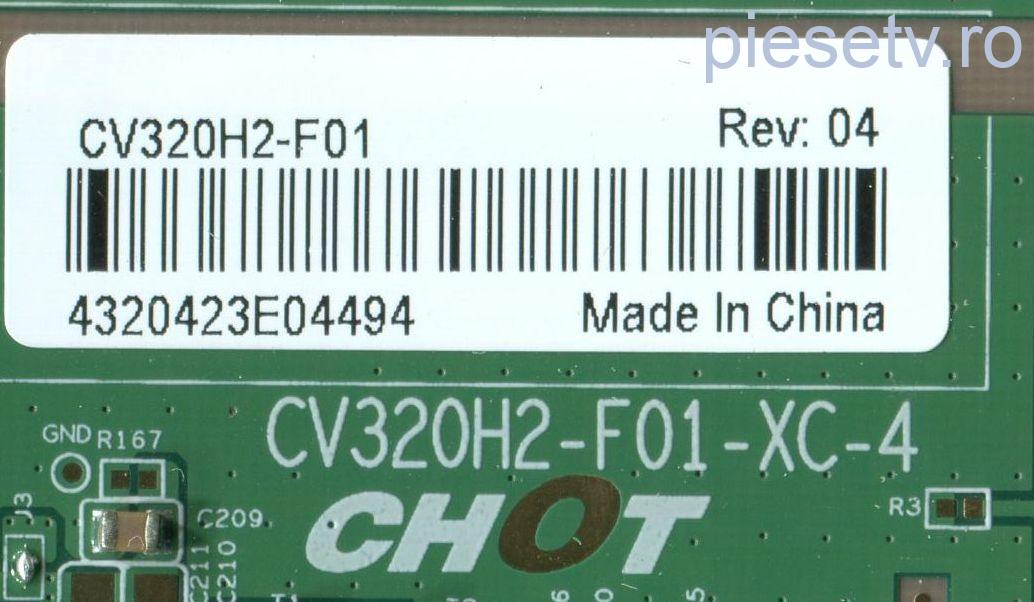 piesetv.ro
CV320H2-F01
Rev: 04
4320423E04494
Made In China
CV320H2-F01-XC-4
GND
R167
CHOT
J3
C209
R3
C211
C210